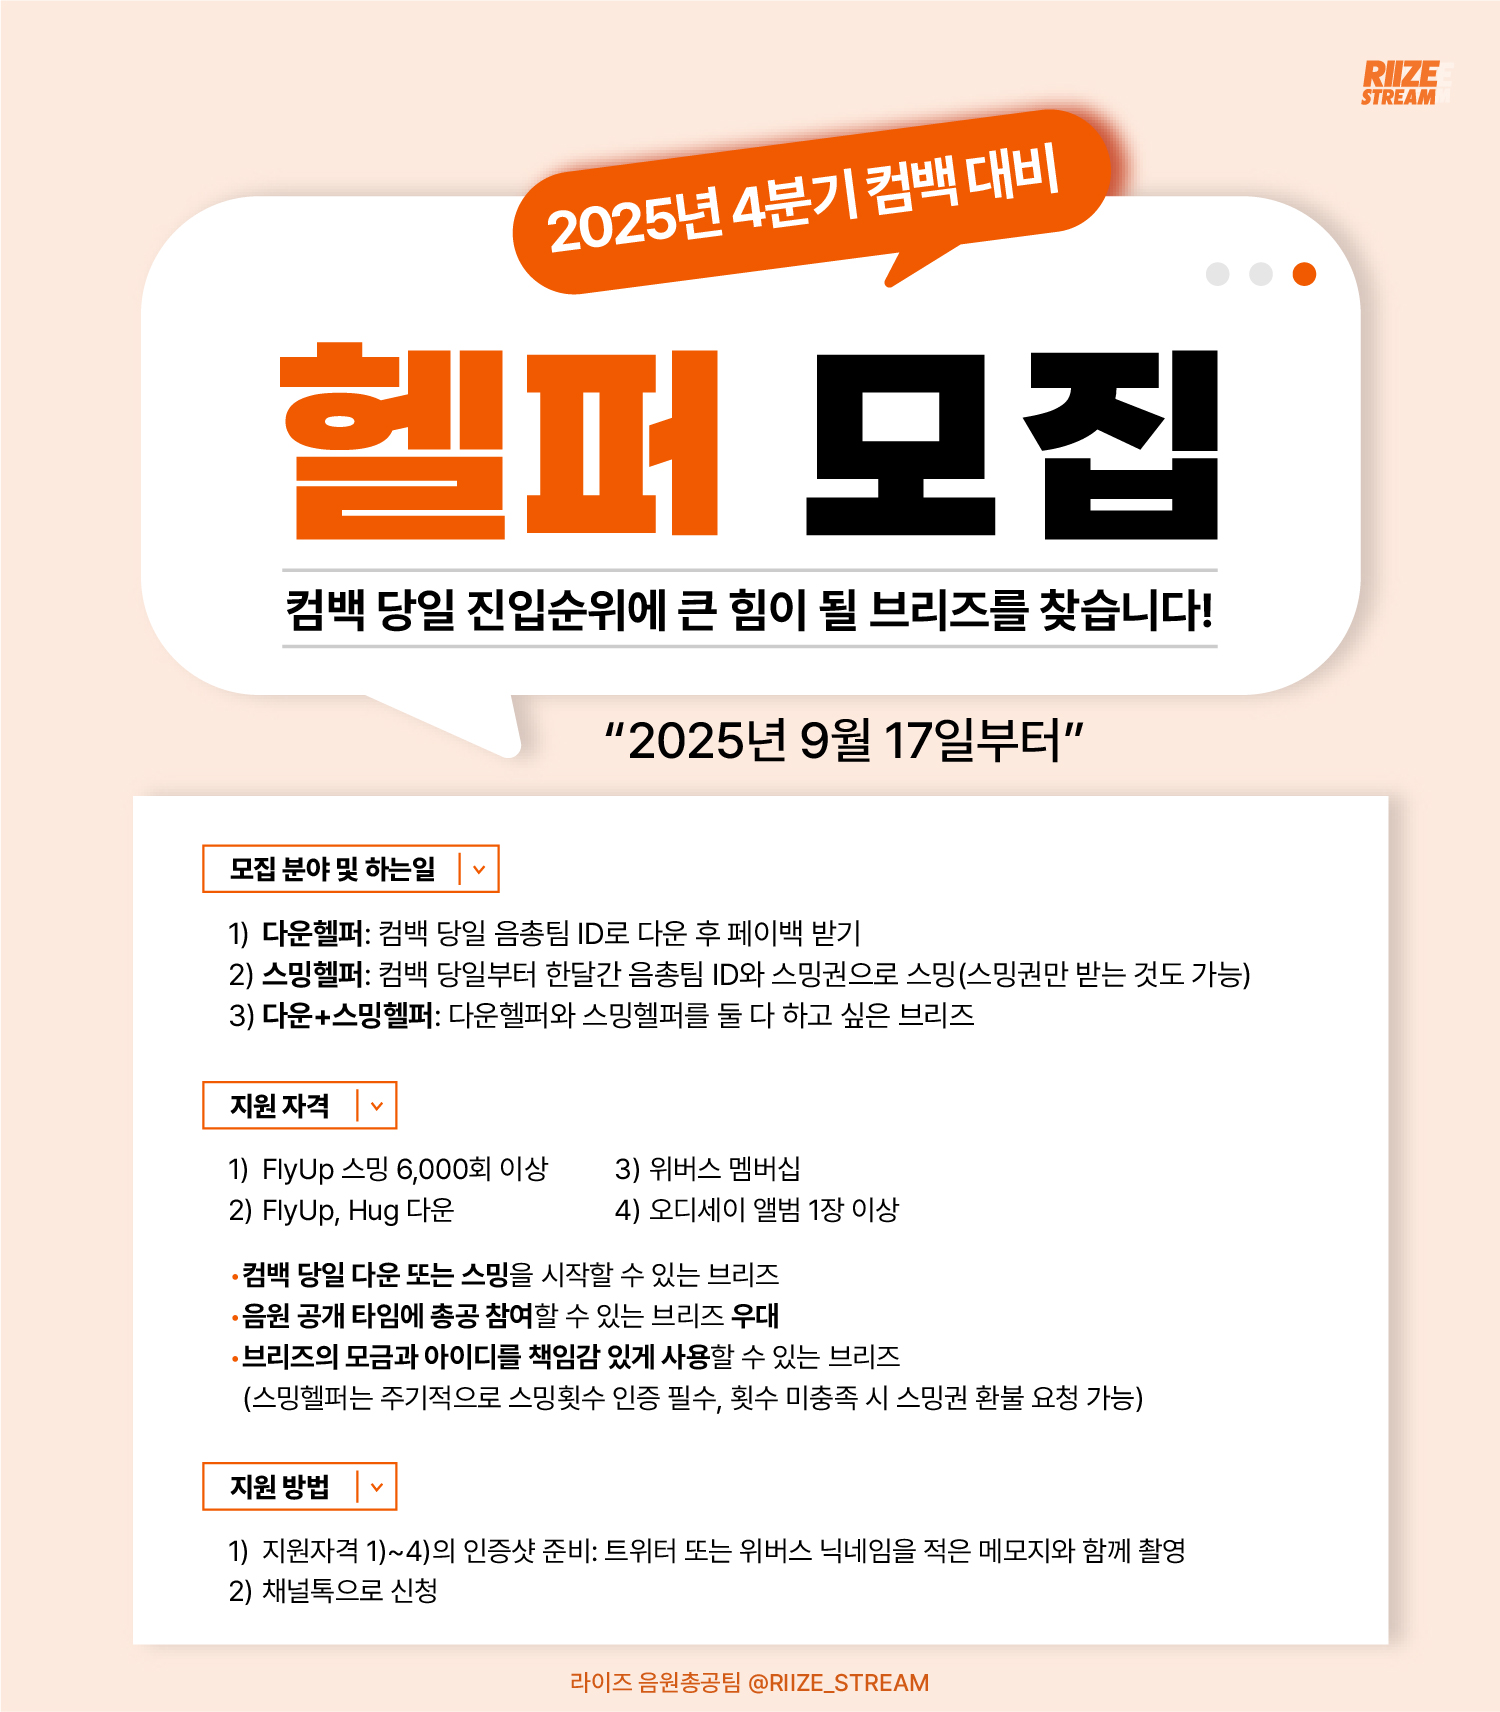 RIIZE
STREAM
2025년 4분기 컴백 대비
헬퍼 모집
컴백 당일 진입순위에 큰 힘이 될 브리즈를 찾습니다!
“2025년 9월 17일부터”
모집 분야 및 하는일
1) 다운헬퍼: 컴백 당일 음총팀 ID로 다운 후 페이백 받기
2) 스밍헬퍼: 컴백 당일부터 한달간 음총팀 ID와 스밍권으로 스밍(스밍권만 받는 것도 가능)
3) 다운+스밍헬퍼: 다운헬퍼와 스밍헬퍼를 둘 다 하고 싶은 브리즈
지원 자격
1) FlyUp 스밍 6,000회 이상
2) FlyUp, Hug 다운
3) 위버스 멤버십
4) 오디세이 앨범 1장 이상
•컴백 당일 다운 또는 스밍을 시작할 수 있는 브리즈
•음원 공개 타임에 총공 참여할 수 있는 브리즈 우대
•브리즈의 모금과 아이디를 책임감 있게 사용할 수 있는 브리즈
(스밍헬퍼는 주기적으로 스밍횟수 인증 필수, 횟수 미충족 시 스밍권 환불 요청 가능)
지원 방법
1) 지원자격 1)~4)의 인증샷 준비: 트위터 또는 위버스 닉네임을 적은 메모지와 함께 촬영
2) 채널톡으로 신청
라이즈 음원총공팀 @RIIZE_STREAM